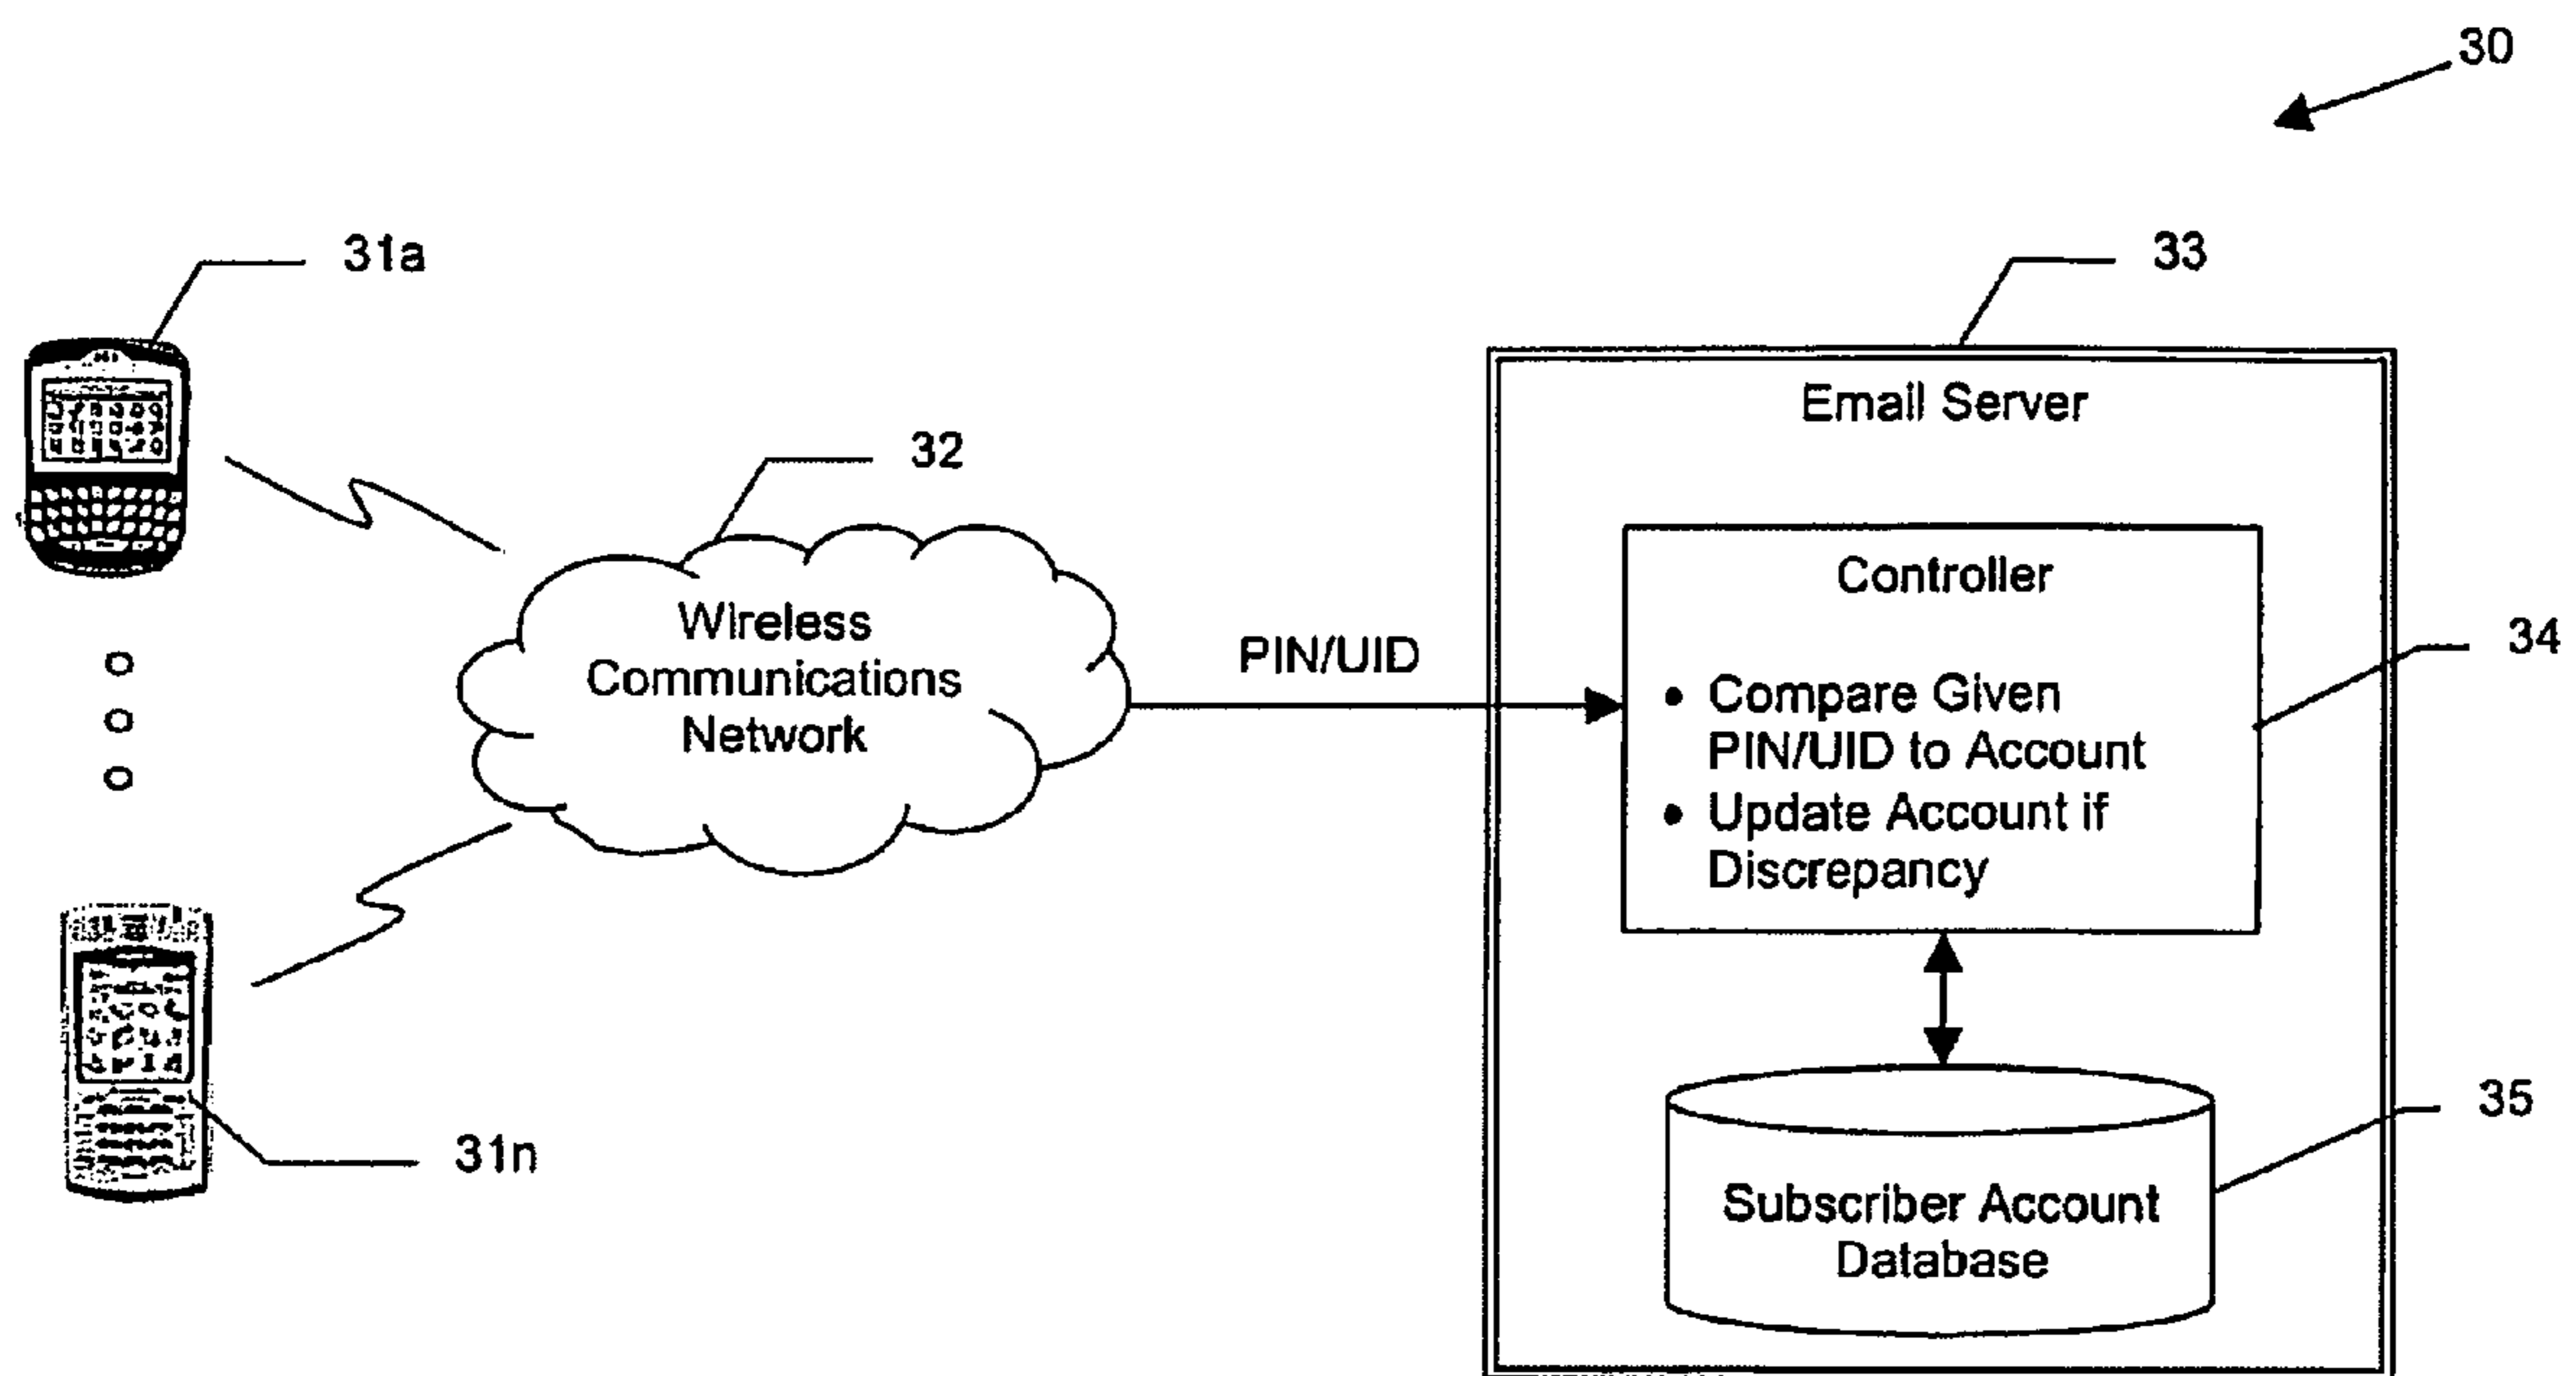 30
31a
33
Email Server
32
Controller
Wireless
Communications
Network
PIN/UID
34
• Compare Given
PIN/UID to Account
• Update Account if
Discrepancy
31n
35
Subscriber Account
Database